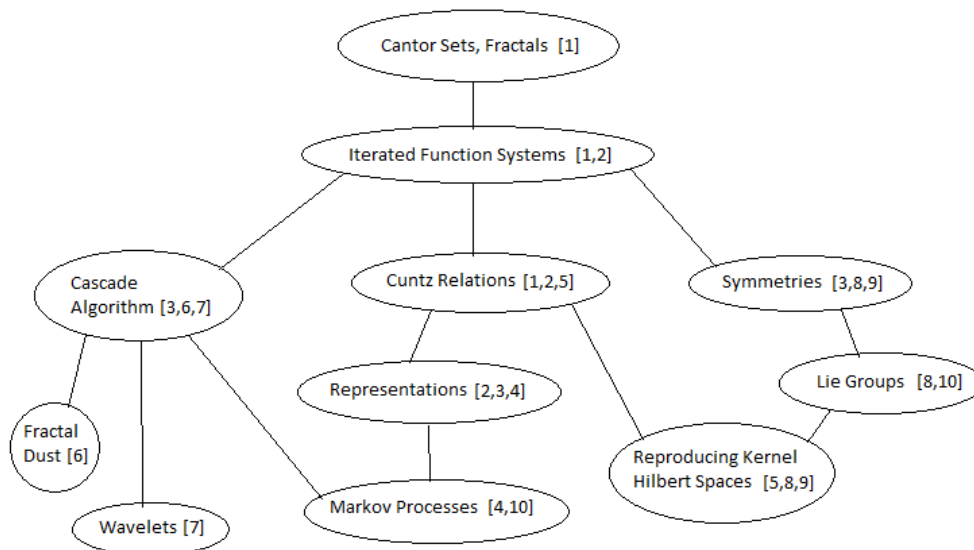 Cantor Sets, Fractals [1]
Iterated Function Systems [1,2]
Cascade
Algorithm [3,6,7]
Cuntz Relations [1,2,5]
Symmetries [3,8,9]
Representations [2,3,4]
Lie Groups [8,10]
Fractal
Dust [6]
Reproducing Kernel
Hilbert Spaces [5,8,9]
Markov Processes [4,10]
Wavelets [7]